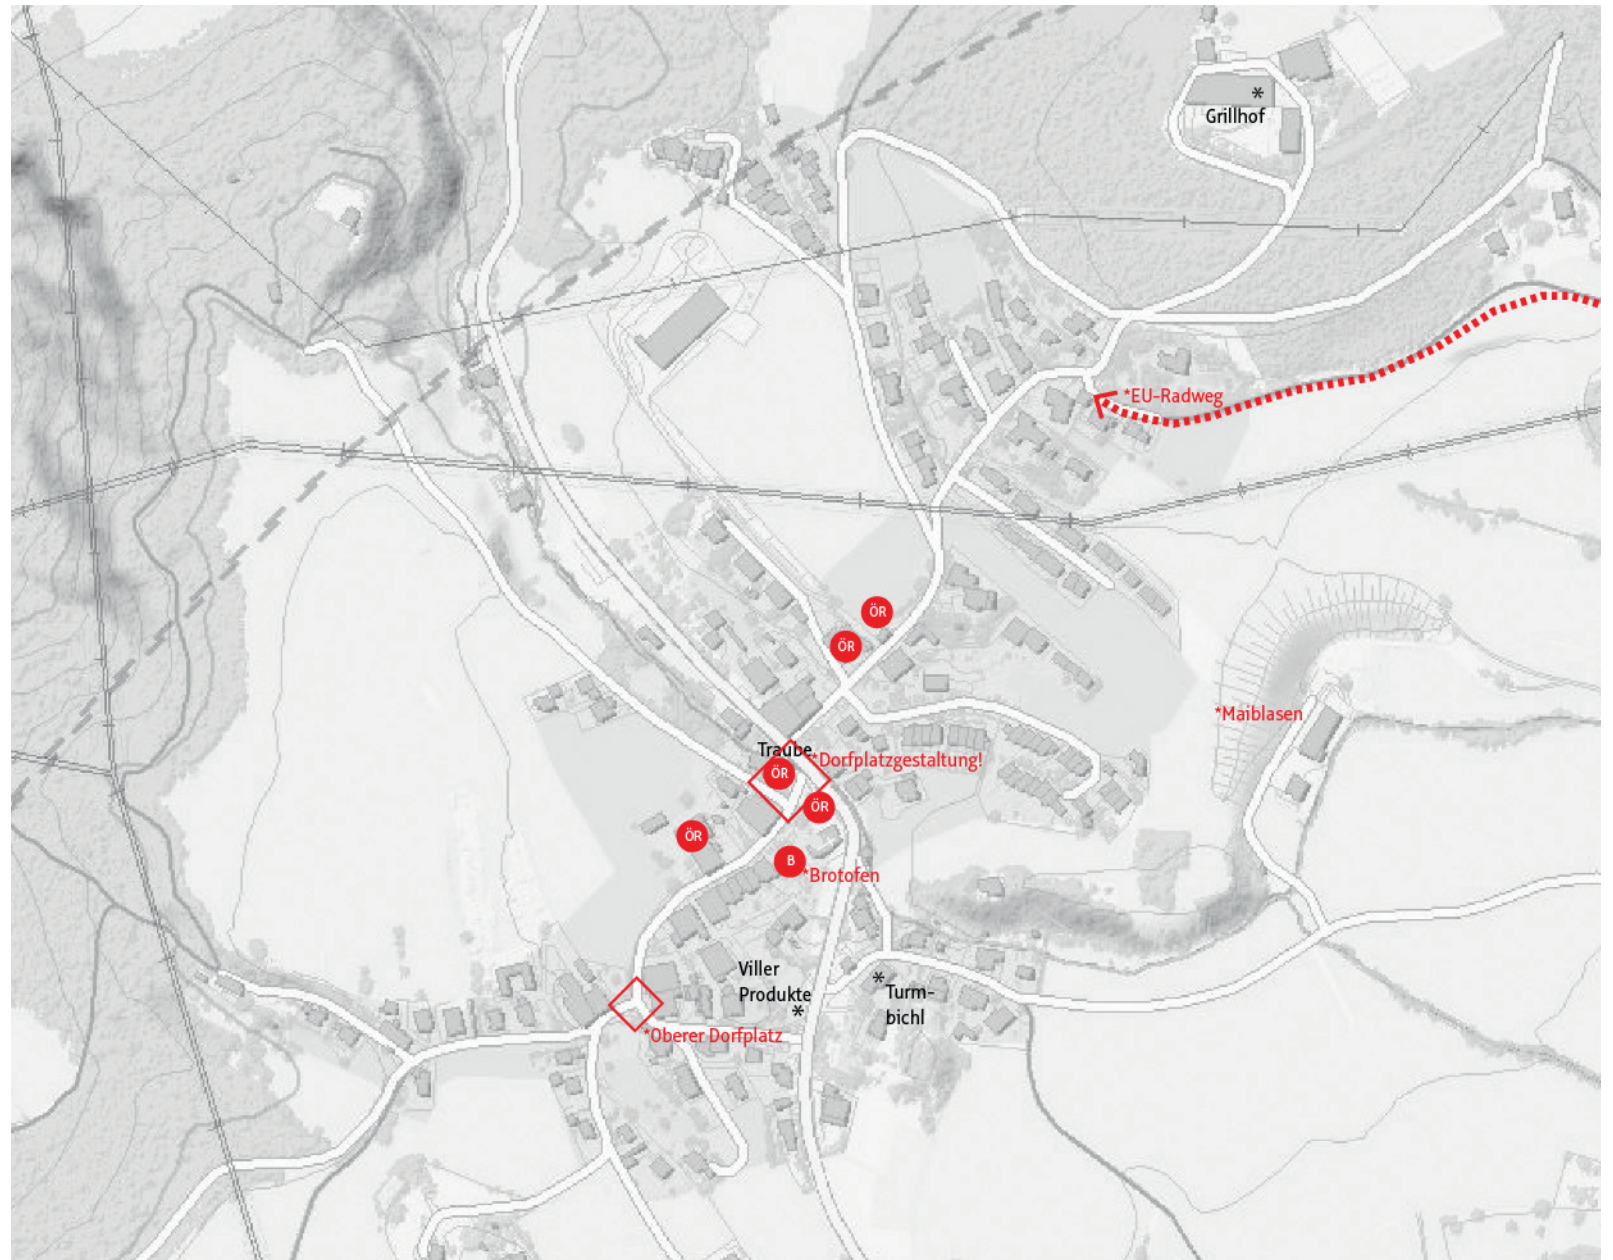 *
Grillhof
*EU-Radweg
ÖR
ÖR
*Maiblasen
Traube
*Dorfplatzgestaltung!
ÖR
ÖR
ÖR
B
*Brotofen
Viller
Produkte
*
*
Turm-
bichl
*Oberer Dorfplatz